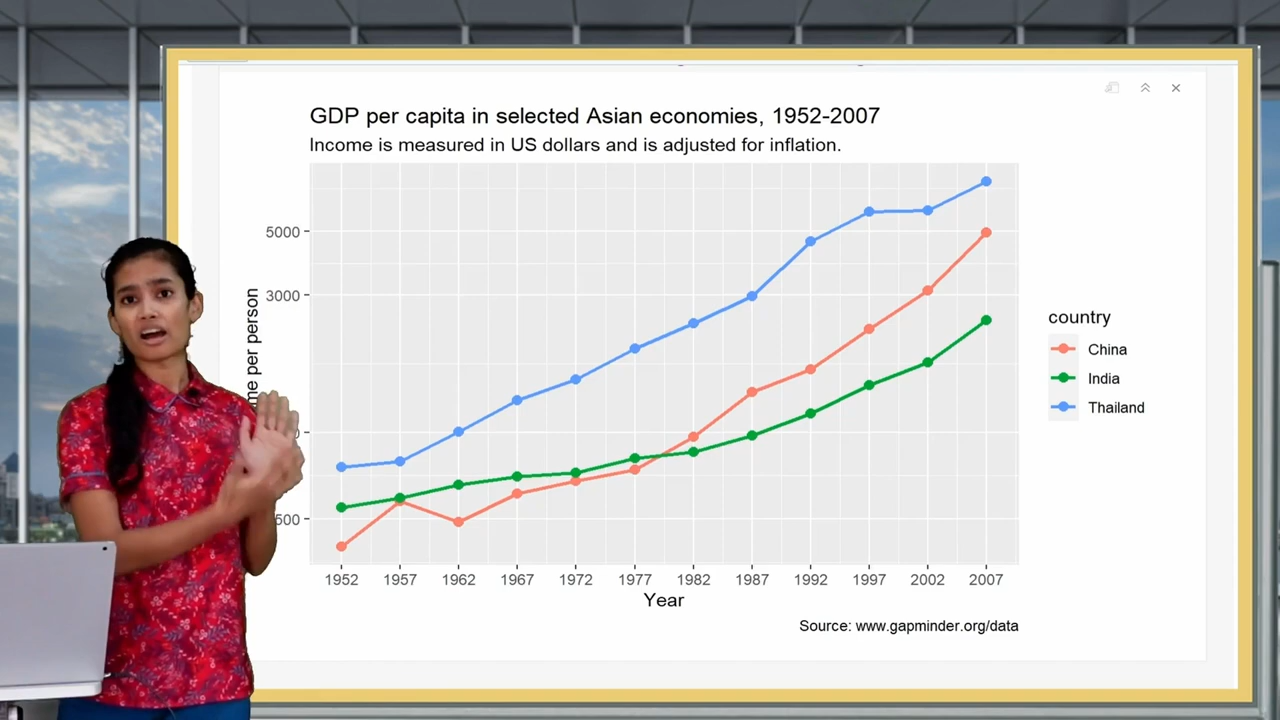 GDP per capita in selected Asian economies, 1952-2007
Income is measured in US dollars and is adjusted for inflation.
5000
3000
500
per person
1952 1957 1962 1967 1972 1977 1982 1987 1992 1997 2002 2007
Year
country
China
India
Thailand
Source: www.gapminder.org/data